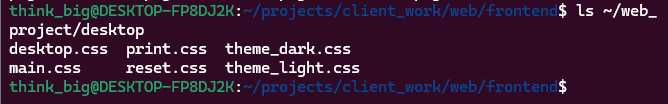 think_big@DESKTOP-FP8DJ2K:~/projects/client_work/web/frontend$ ls ~/web_
project/desktop
desktop.css  print.css  theme_dark.css
main.css     reset.css  theme_light.css
think_big@DESKTOP-FP8DJ2K:~/projects/client_work/web/frontend$